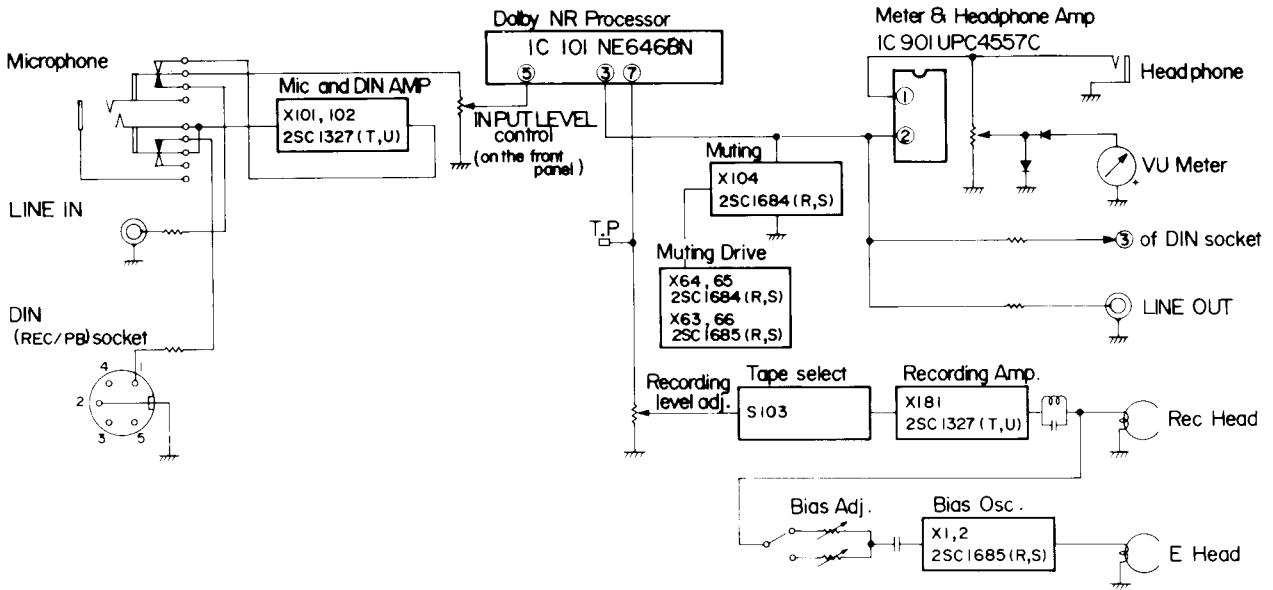 Dolby NR Processor
IC 101 NE646BN
5 3 7
Meter & Headphone Amp
IC 901 UPC4557C
1
2
Headphone
VU Meter
+
Microphone
Mic and DIN AMP
X101, 102
2SC1327(T,U)
INPUT LEVEL
control
(on the front
panel)
Muting
X104
2SC1684(R,S)
LINE IN
T.P
Muting Drive
X64, 65
2SC1684(R,S)
X63, 66
2SC1685(R,S)
3 of DIN socket
LINE OUT
DIN
(REC/PB) socket
4 1
2
3 5
Recording
level adj.
Tape select
S103
Recording Amp.
X181
2SC1327(T,U)
Rec Head
Bias Adj.
Bias Osc.
X1,2
2SC1685(R,S)
E Head